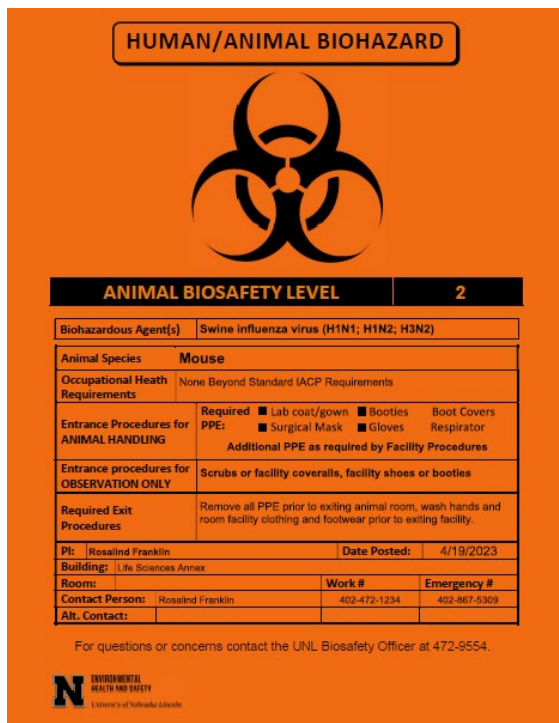 HUMAN/ANIMAL BIOHAZARD
ANIMAL BIOSAFETY LEVEL 2
Biohazardous Agent(s) Swine influenza virus (H1N1; H1N2; H3N2)
Animal Species Mouse
Occupational Heath Requirements None Beyond Standard IACP Requirements
Entrance Procedures for ANIMAL HANDLING
Required PPE: ■ Lab coat/gown ■ Booties Boot Covers
■ Surgical Mask ■ Gloves Respirator
Additional PPE as required by Facility Procedures
Entrance procedures for OBSERVATION ONLY Scrubs or facility coveralls, facility shoes or booties
Required Exit Procedures
Remove all PPE prior to exiting animal room, wash hands and
room facility clothing and footwear prior to exiting facility.
PI: Rosalind Franklin Date Posted: 4/19/2023
Building: Life Sciences Annex
Room: Work # Emergency #
Contact Person: Rosalind Franklin 402-472-1234 402-867-5309
Alt. Contact:
For questions or concerns contact the UNL Biosafety Officer at 472-9554.
N
ENVIRONMENTAL
HEALTH AND SAFETY
University of Nebraska-Lincoln